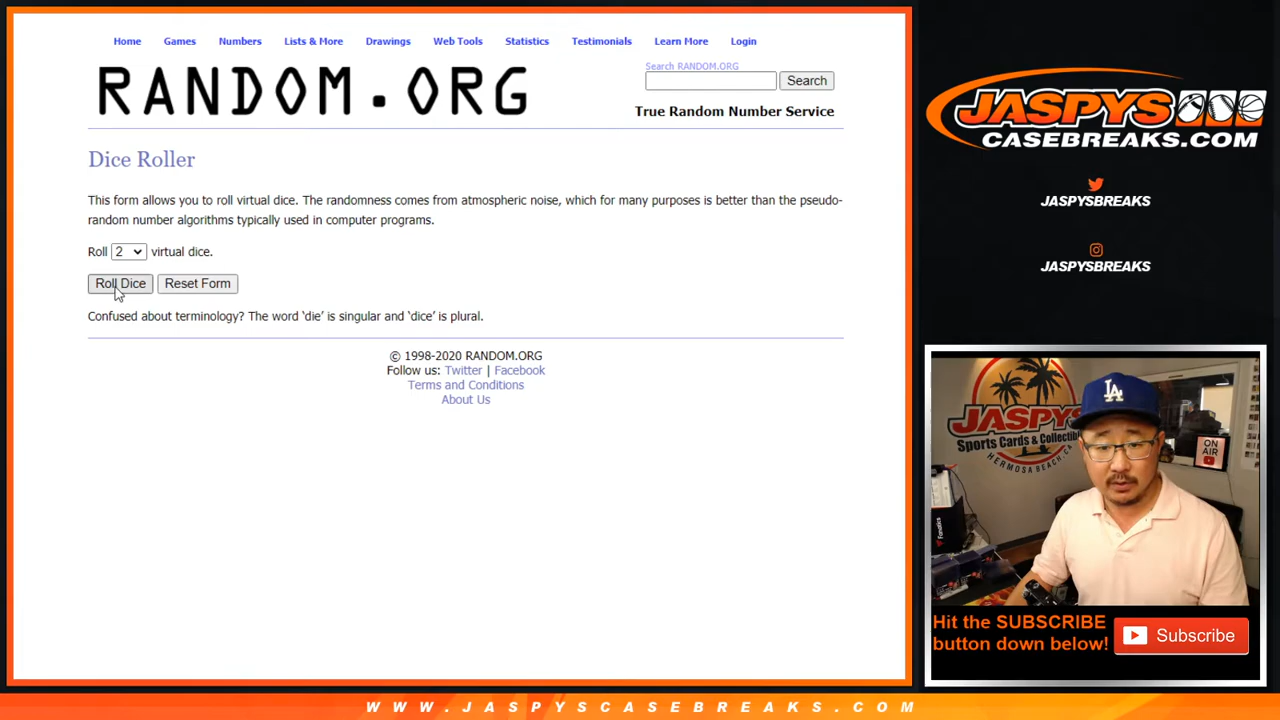 Home Games Numbers Lists & More Drawings Web Tools Statistics Testimonials Learn More Login
RANDOM.ORG
Search RANDOM.ORG
Search
True Random Number Service
Dice Roller
This form allows you to roll virtual dice. The randomness comes from atmospheric noise, which for many purposes is better than the pseudo-
random number algorithms typically used in computer programs.
Roll 2 virtual dice.
Roll Dice Reset Form
Confused about terminology? The word ‘die’ is singular and ‘dice’ is plural.
© 1998-2020 RANDOM.ORG
Follow us: Twitter | Facebook
Terms and Conditions
About Us
JASPYS
CASEBREAKS.COM
JASPYSBREAKS
JASPYSBREAKS
JASPYS
Sports Cards & Collectib
HERMOSA BEACH, CA
LA
ON
AIR
Fanatics
Hit the SUBSCRIBE
button down below!
Subscribe
WWW.JASPYSCASEBREAKS.COM